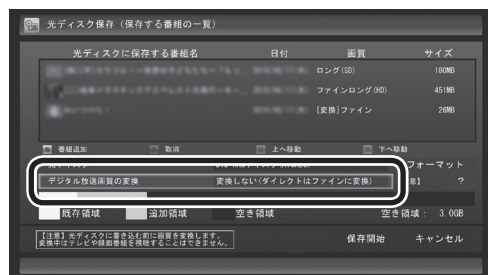 光ディスク保存（保存する番組の一覧）
光ディスクに保存する番組名 日付 画質 サイズ
ロング(SD) 180MB
ファインロング(HD) 451MB
[変換]ファイン 26MB
番組追加 取消 上へ移動 下へ移動
フォーマット
デジタル放送画質の変換 変換しない(ダイレクトはファインに変換) 意】 ?
既存領域 追加領域 空き領域 空き領域： 3.0GB
【注意】光ディスクに書き込む前に画質を変換します。
変換中はテレビや録画番組を視聴することはできません。
保存開始 キャンセル